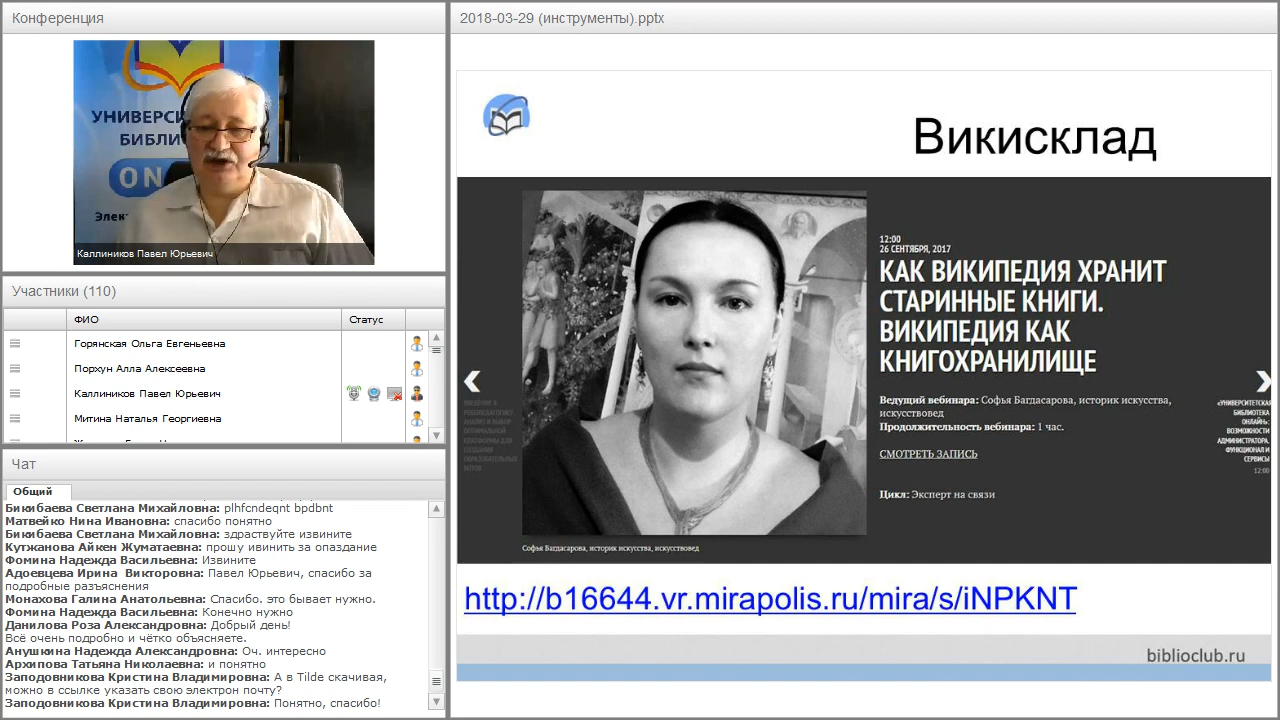 Конференция
УНИВЕРСИ
БИБЛИ
ON
Элек
Каллиников Павел Юрьевич
Участники (110)
ФИО
Статус
Горянская Ольга Евгеньевна
Порхун Алла Алексеевна
Каллиников Павел Юрьевич
Митина Наталья Георгиевна
Чат
Общий
Бикибаева Светлана Михайловна: plhfcndeqnt bpdbnt
Матвейко Нина Ивановна: спасибо понятно
Бикибаева Светлана Михайловна: здраствуйте извините
Кутжанова Айкен Жуматаевна: прошу ивинить за опаздание
Фомина Надежда Васильевна: Извините
Адоевцева Ирина  Викторовна: Павел Юрьевич, спасибо за
подробные разъяснения
Монахова Галина Анатольевна: Спасибо. это бывает нужно.
Фомина Надежда Васильевна: Конечно нужно
Данилова Роза Александровна: Добрый день!
Всё очень подробно и чётко объясняете.
Анушкина Надежда Александровна: Оч. интересно
Архипова Татьяна Николаевна: и понятно
Заподовникова Кристина Владимировна: А в Tilde скачивая,
можно в ссылке указать свою электрон почту?
Заподовникова Кристина Владимировна: Понятно, спасибо!
2018-03-29 (инструменты).pptx
Викисклад
12:00
26 СЕНТЯБРЯ, 2017
КАК ВИКИПЕДИЯ ХРАНИТ
СТАРИННЫЕ КНИГИ.
ВИКИПЕДИЯ КАК
КНИГОХРАНИЛИЩЕ
Ведущий вебинара: Софья Багдасарова, историк искусства,
искусствовед
Продолжительность вебинара: 1 час.
СМОТРЕТЬ ЗАПИСЬ
Цикл: Эксперт на связи
Софья Багдасарова, историк искусства, искусствовед
«УНИВЕРСИТЕТСКАЯ
БИБЛИОТЕКА
ОНЛАЙН»:
ВОЗМОЖНОСТИ
АДМИНИСТРАТОРА.
ФУНКЦИОНАЛ И
СЕРВИСЫ
12:00
http://b16644.vr.mirapolis.ru/mira/s/iNPKNT
biblioclub.ru